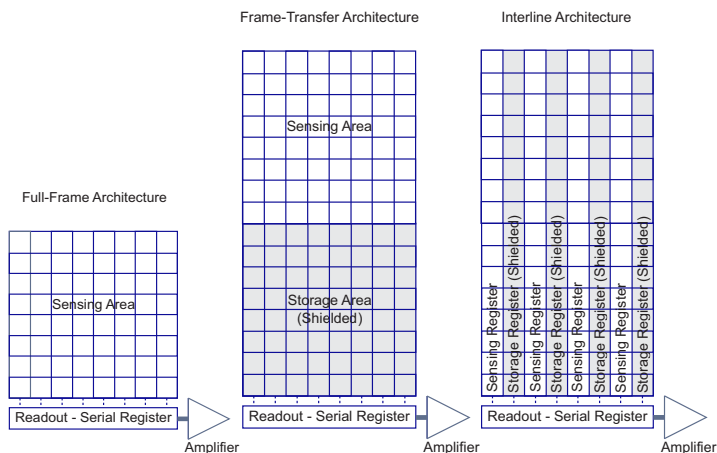 Frame-Transfer Architecture
Interline Architecture
Full-Frame Architecture
Sensing Area
Sensing Area
Storage Area
(Shielded)
Sensing Register
Storage Register (Shielded)
Sensing Register
Storage Register (Shielded)
Sensing Register
Storage Register (Shielded)
Sensing Register
Storage Register (Shielded)
Readout - Serial Register
Readout - Serial Register
Readout - Serial Register
Amplifier
Amplifier
Amplifier